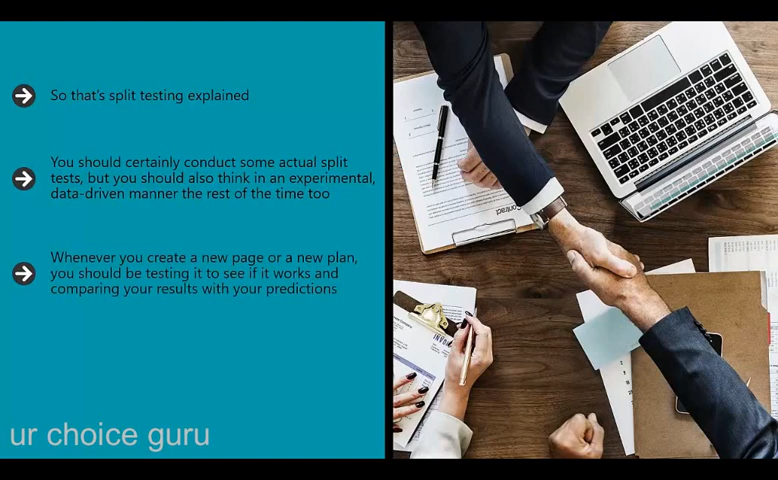 So that's split testing explained
You should certainly conduct some actual split
tests, but you should also think in an experimental,
data-driven manner the rest of the time too
Whenever you create a new page or a new plan,
you should be testing it to see if it works and
comparing your results with your predictions
ur choice guru
Contract